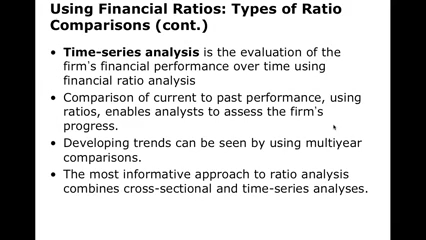 Using Financial Ratios: Types of Ratio
Comparisons (cont.)
• Time-series analysis is the evaluation of the
firm's financial performance over time using
financial ratio analysis
• Comparison of current to past performance, using
ratios, enables analysts to assess the firm's
progress.
• Developing trends can be seen by using multiyear
comparisons.
• The most informative approach to ratio analysis
combines cross-sectional and time-series analyses.